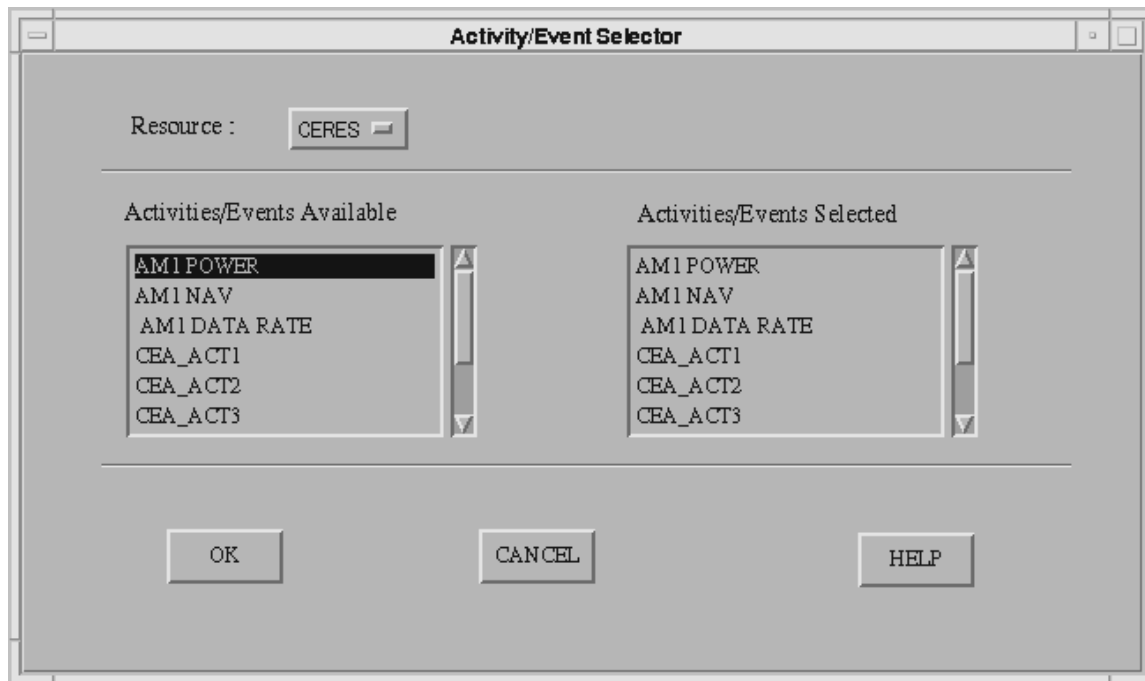 Activity/Event Selector
Resource : CERES
Activities/Events Available
AM1 POWER
AM1 NAV
AM1 DATA RATE
CEA_ACT1
CEA_ACT2
CEA_ACT3
Activities/Events Selected
AM1 POWER
AM1 NAV
AM1 DATA RATE
CEA_ACT1
CEA_ACT2
CEA_ACT3
OK
CANCEL
HELP